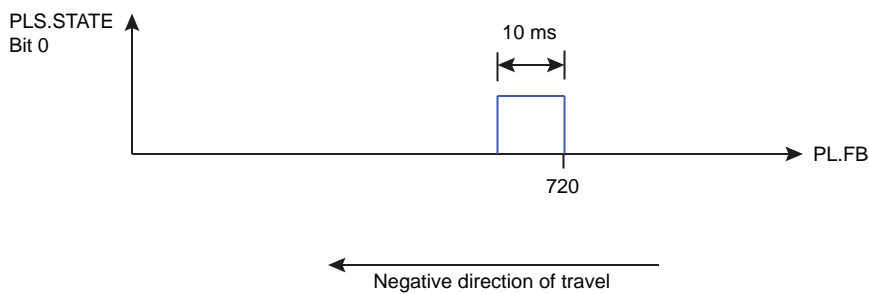 PLS.STATE
Bit 0
10 ms
PL.FB
720
Negative direction of travel